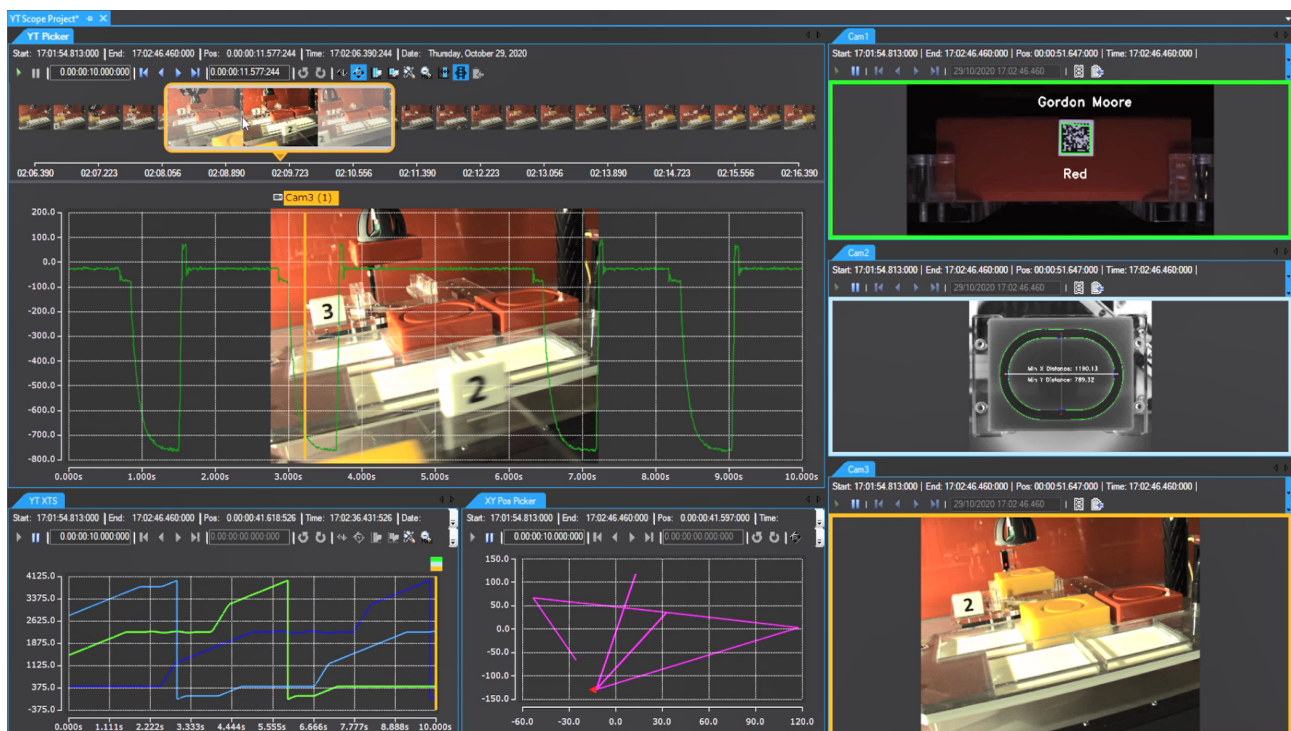 YT Scope Project*
YT Picker
Start: 17:01:54.813:000 | End: 17:02:46.460:000 | Pos: 0.00:00:11.577:244 | Time: 17:02:06.390:244 | Date: Thursday, October 29, 2020
0.00:00:10.000:000 0.00:00:11.577:244
2
02:06.390 02:07.223 02:08.056 02:08.890 02:09.723 02:10.556 02:11.390 02:12.223 02:13.056 02:13.890 02:14.723 02:15.556 02:16.390
Cam3 (1)
200.0
100.0
0.0
-100.0
-200.0
-300.0
-400.0
-500.0
-600.0
-700.0
-800.0
3
2
0.000s 1.000s 2.000s 3.000s 4.000s 5.000s 6.000s 7.000s 8.000s 9.000s 10.000s
YT XTS
Start: 17:01:54.813:000 | End: 17:02:46.460:000 | Pos: 0.00:00:41.618:526 | Time: 17:02:36.431:526 | Date:
0.00:00:10.000:000 0.00:00:00.000:000
4125.0
3375.0
2625.0
1875.0
1125.0
375.0
-375.0
0.000s 1.111s 2.222s 3.333s 4.444s 5.555s 6.666s 7.777s 8.888s 10.000s
XY Pos Picker
Start: 17:01:54.813:000 | End: 17:02:46.460:000 | Pos: 0.00:00:41.597:000 | Time:
0.00:00:10.000:000 0.00:00:00.000:000
150.0
100.0
50.0
0.0
-50.0
-100.0
-150.0
-60.0 -30.0 0.0 30.0 60.0 90.0 120.0
Cam1
Start: 17:01:54.813:000 | End: 17:02:46.460:000 | Pos: 00:00:51.647:000 | Time: 17:02:46.460:000 |
29/10/2020 17:02:46.460
Gordon Moore
Red
Cam2
Start: 17:01:54.813:000 | End: 17:02:46.460:000 | Pos: 00:00:51.647:000 | Time: 17:02:46.460:000 |
29/10/2020 17:02:46.460
Min X Distance: 1190.13
Min Y Distance: 789.32
Cam3
Start: 17:01:54.813:000 | End: 17:02:46.460:000 | Pos: 00:00:51.647:000 | Time: 17:02:46.460:000 |
29/10/2020 17:02:46.460
2